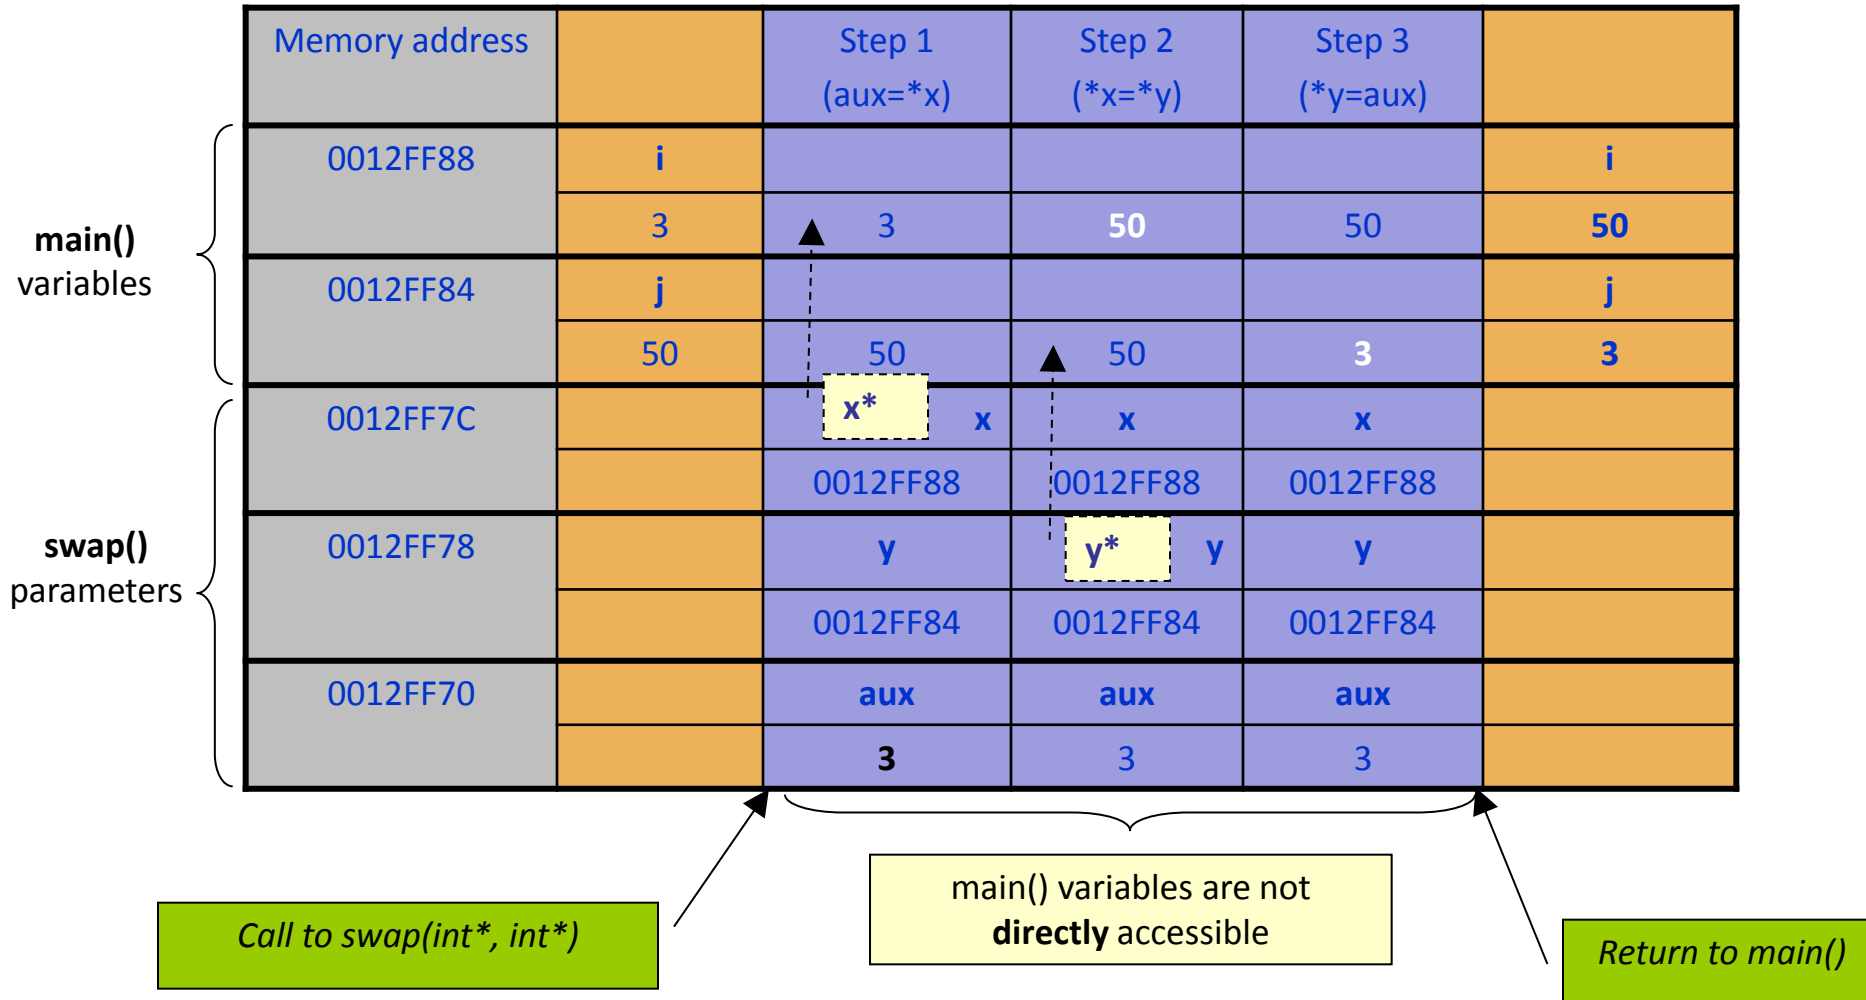 Memory address Step 1 Step 2 Step 3
(aux=*x) (*x=*y) (*y=aux)
0012FF88 i i
3 3 50 50 50
main()
variables
0012FF84 j j
50 50 50 3 3
0012FF7C x* x x x
0012FF88 0012FF88 0012FF88
swap()
parameters
0012FF78 y y* y y
0012FF84 0012FF84 0012FF84
0012FF70 aux aux aux
3 3 3
main() variables are not
directly accessible
Call to swap(int*, int*)
Return to main()